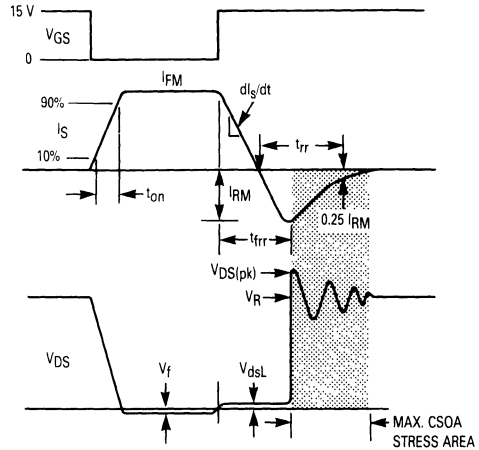 15 V
VGS
0
IFM
90%
dIs/dt
IS
trr
10%
ton
IRM
0.25 IRM
tfrr
VDS(pk)
VR
VDS
Vf
VdsL
MAX. CSOA
STRESS AREA